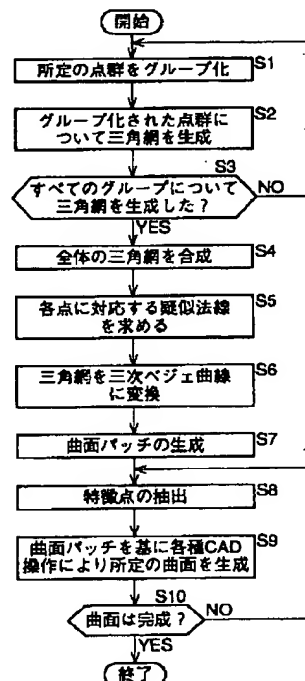 開始
S1
所定の点群をグループ化
S2
グループ化された点群に
ついて三角網を生成
S3
すべてのグループについて
三角網を生成した?
NO
YES
S4
全体の三角網を合成
S5
各点に対応する疑似法線
を求める
S6
三角網を三次ベジェ曲線
に変換
曲面パッチの生成
S7
特徴点の抽出
S8
曲面パッチを基に各種CAD
操作により所定の曲面を生成
S9
S10
曲面は完成?
NO
YES
終了